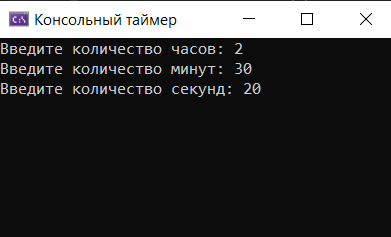 C:\
Консольный таймер
Введите количество часов: 2
Введите количество минут: 30
Введите количество секунд: 20